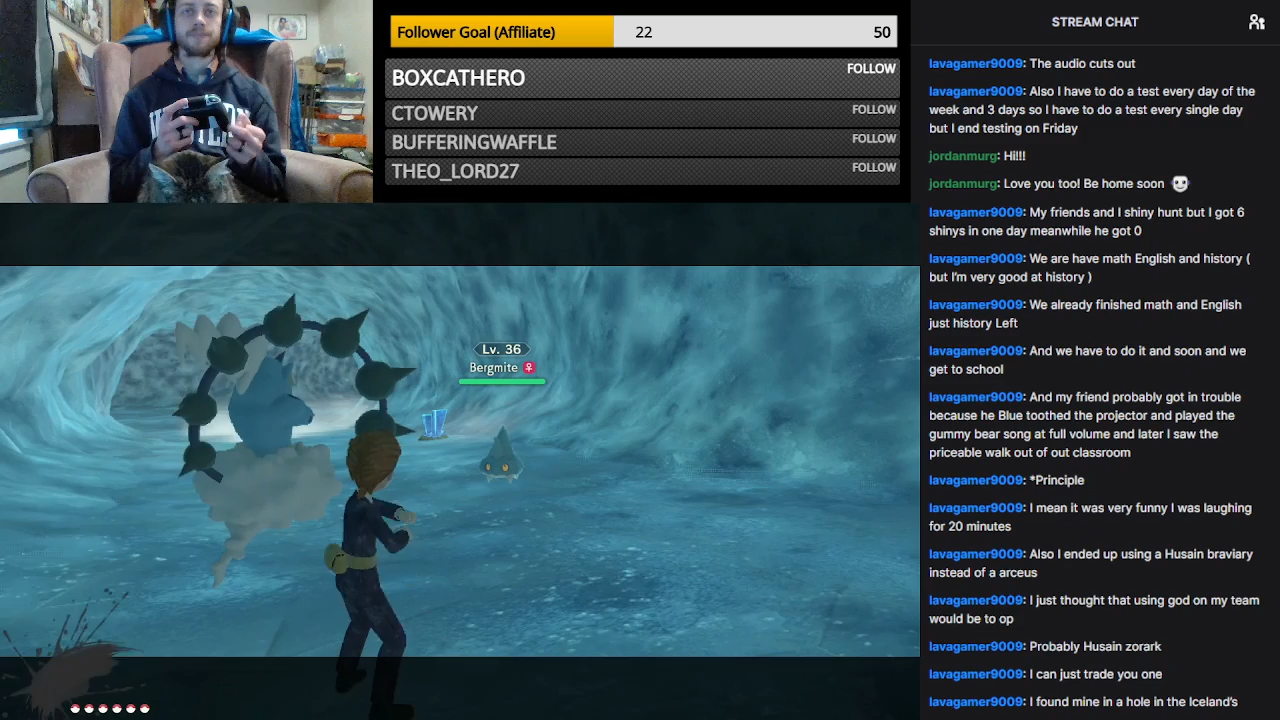 Follower Goal (Affiliate) 22 50
BOXCATHERO FOLLOW
CTOWERY FOLLOW
BUFFERINGWAFFLE FOLLOW
THEO_LORD27 FOLLOW
Lv. 36
Bergmite ♀
STREAM CHAT
lavagamer9009: The audio cuts out
lavagamer9009: Also I have to do a test every day of the
week and 3 days so I have to do a test every single day
but I end testing on Friday
jordanmurg: Hi!!!
jordanmurg: Love you too! Be home soon
lavagamer9009: My friends and I shiny hunt but I got 6
shinys in one day meanwhile he got 0
lavagamer9009: We are have math English and history (
but I'm very good at history )
lavagamer9009: We already finished math and English
just history Left
lavagamer9009: And we have to do it and soon and we
get to school
lavagamer9009: And my friend probably got in trouble
because he Blue toothed the projector and played the
gummy bear song at full volume and later I saw the
priceable walk out of out classroom
lavagamer9009: *Principle
lavagamer9009: I mean it was very funny I was laughing
for 20 minutes
lavagamer9009: Also I ended up using a Husain braviary
instead of a arceus
lavagamer9009: I just thought that using god on my team
would be to op
lavagamer9009: Probably Husain zorark
lavagamer9009: I can just trade you one
lavagamer9009: I found mine in a hole in the Iceland's